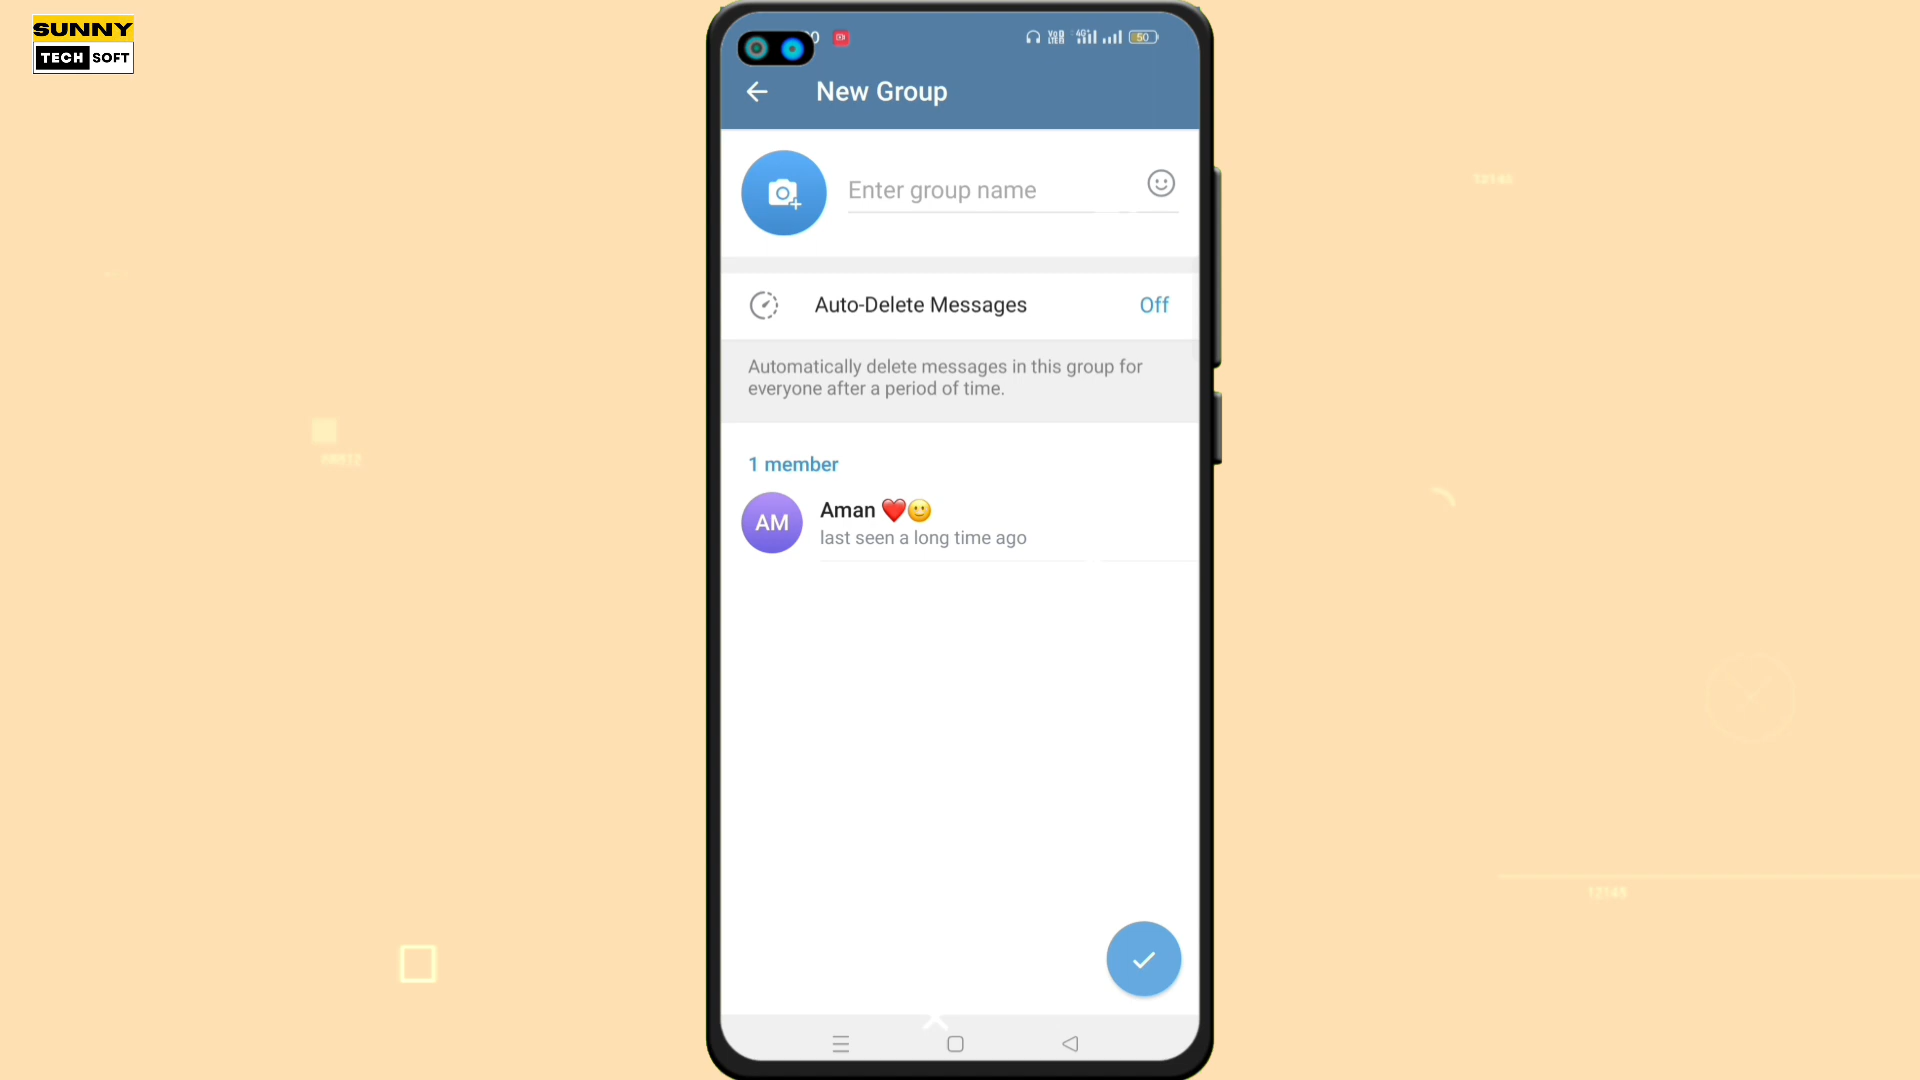 SUNNY
TECH SOFT
50
New Group
Enter group name
Auto-Delete Messages
Off
Automatically delete messages in this group for
everyone after a period of time.
1 member
AM
Aman ❤️🙂
last seen a long time ago